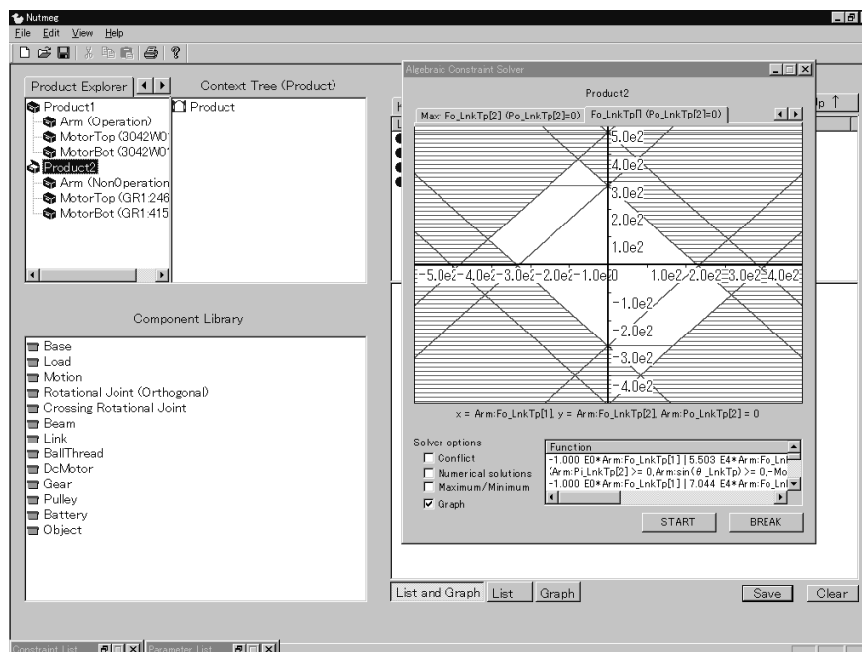 Nutmeg
File Edit View Help
Product Explorer
Context Tree (Product)
Product1
Arm (Operation)
MotorTop (3042W0
MotorBot (3042W0
Product2
Arm (NonOperation
MotorTop (GR1:246
MotorBot (GR1:415
Product
Component Library
Base
Load
Motion
Rotational Joint (Orthogonal)
Crossing Rotational Joint
Beam
Link
BallThread
DcMotor
Gear
Pulley
Battery
Object
Algebraic Constraint Solver
Product2
Max: Fo_LnkTp[2] (Po_LnkTp[2]=0)
Fo_LnkTp[] (Po_LnkTp[2]=0)
5.0e2
4.0e2
3.0e2
2.0e2
1.0e2
-5.0e2 -4.0e2 -3.0e2 -2.0e2 -1.0e2 0 1.0e2 2.0e2 3.0e2 4.0e2
-1.0e2
-2.0e2
-3.0e2
-4.0e2
x = Arm:Fo_LnkTp[1], y = Arm:Fo_LnkTp[2], Arm:Po_LnkTp[2] = 0
Solver options
Conflict
Numerical solutions
Maximum/Minimum
Graph
Function
-1.000 E0*Arm:Fo_LnkTp[1] | 5.503 E4*Arm:Fo_Lnl
(Arm:Pi_LnkTp[2] >= 0,Arm:sin(θ_LnkTp) >= 0,-Mo
-1.000 E0*Arm:Fo_LnkTp[1] | 7.044 E4*Arm:Fo_Lnl
START BREAK
List and Graph List Graph Save Clear
Constraint List Parameter List